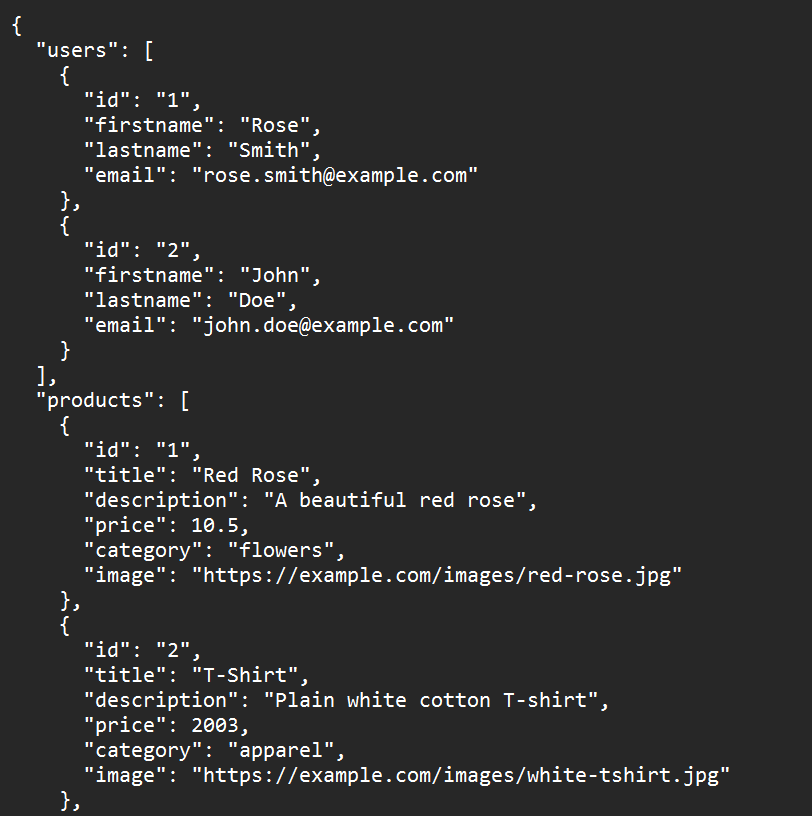 {
  "users": [
    {
      "id": "1",
      "firstname": "Rose",
      "lastname": "Smith",
      "email": "rose.smith@example.com"
    },
    {
      "id": "2",
      "firstname": "John",
      "lastname": "Doe",
      "email": "john.doe@example.com"
    }
  ],
  "products": [
    {
      "id": "1",
      "title": "Red Rose",
      "description": "A beautiful red rose",
      "price": 10.5,
      "category": "flowers",
      "image": "https://example.com/images/red-rose.jpg"
    },
    {
      "id": "2",
      "title": "T-Shirt",
      "description": "Plain white cotton T-shirt",
      "price": 2003,
      "category": "apparel",
      "image": "https://example.com/images/white-tshirt.jpg"
    },